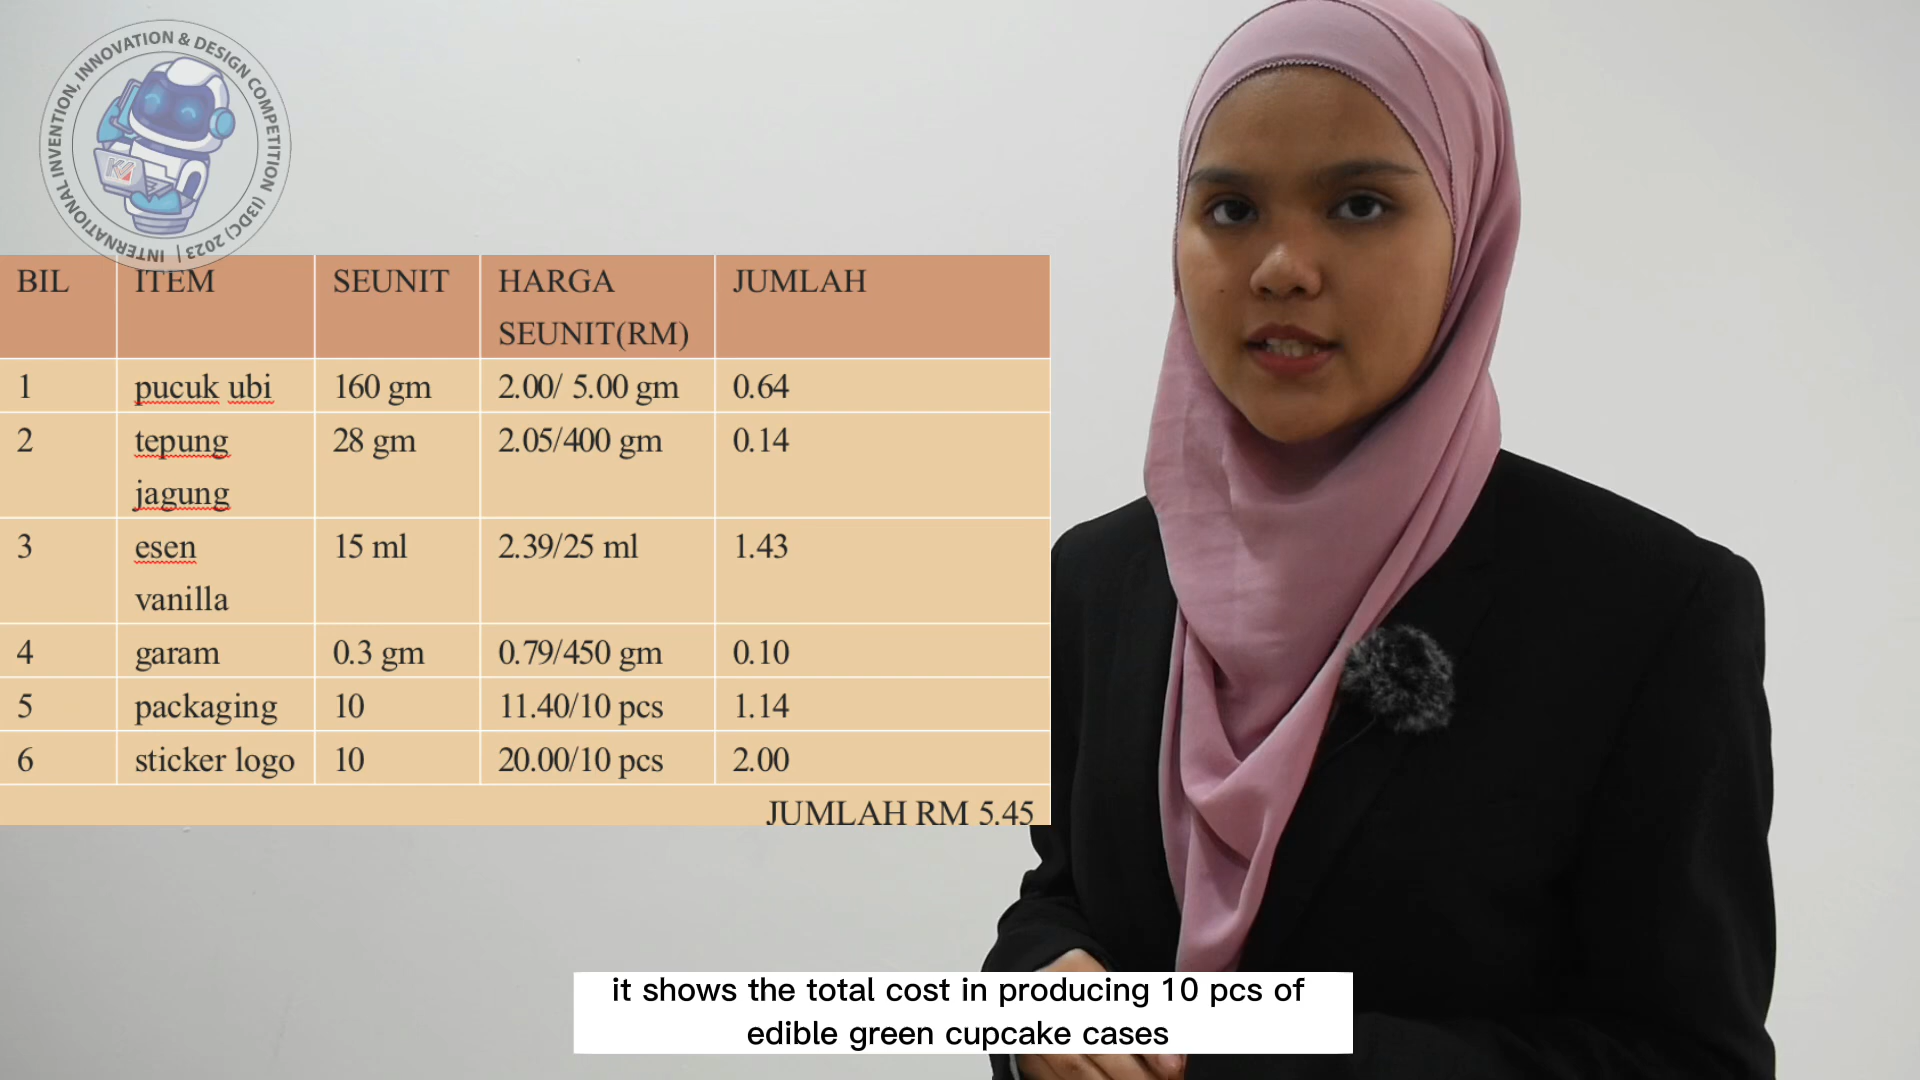 INTERNATIONAL INVENTION, INNOVATION & DESIGN COMPETITION (I3DC) 2023 |
KM
BIL ITEM SEUNIT HARGA SEUNIT(RM) JUMLAH
1 pucuk ubi 160 gm 2.00/ 5.00 gm 0.64
2 tepung jagung 28 gm 2.05/400 gm 0.14
3 esen vanilla 15 ml 2.39/25 ml 1.43
4 garam 0.3 gm 0.79/450 gm 0.10
5 packaging 10 11.40/10 pcs 1.14
6 sticker logo 10 20.00/10 pcs 2.00
JUMLAH RM 5.45
it shows the total cost in producing 10 pcs of
edible green cupcake cases